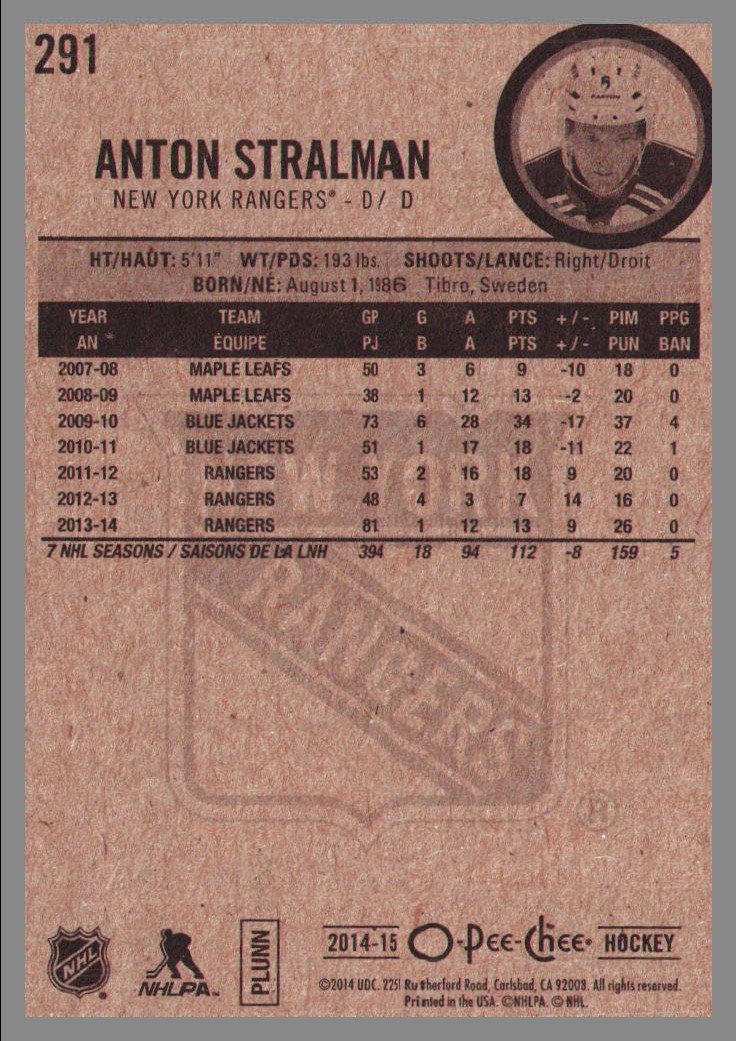 291
ANTON STRALMAN
NEW YORK RANGERS® - D/ D
HT/HAUT: 5'11" WT/PDS: 193 lbs. SHOOTS/LANCE: Right/Droit
BORN/NÉ: August 1, 1986 Tibro, Sweden
YEAR TEAM GP G A PTS +/- PIM PPG
AN ÉQUIPE PJ B A PTS +/- PUN BAN
2007-08 MAPLE LEAFS 50 3 6 9 -10 18 0
2008-09 MAPLE LEAFS 38 1 12 13 -2 20 0
2009-10 BLUE JACKETS 73 6 28 34 -17 37 4
2010-11 BLUE JACKETS 51 1 17 18 -11 22 1
2011-12 RANGERS 53 2 16 18 9 20 0
2012-13 RANGERS 48 4 3 7 14 16 0
2013-14 RANGERS 81 1 12 13 9 26 0
7 NHL SEASONS / SAISONS DE LA LNH 394 18 94 112 -8 159 5
NEW YORK
RANGERS
®
NHL
NHLPA™
PLUNN
2014-15 O-Pee-Chee® HOCKEY
©2014 UDC. 2251 Rutherford Road, Carlsbad, CA 92008. All rights reserved.
Printed in the USA. ©NHLPA. © NHL.